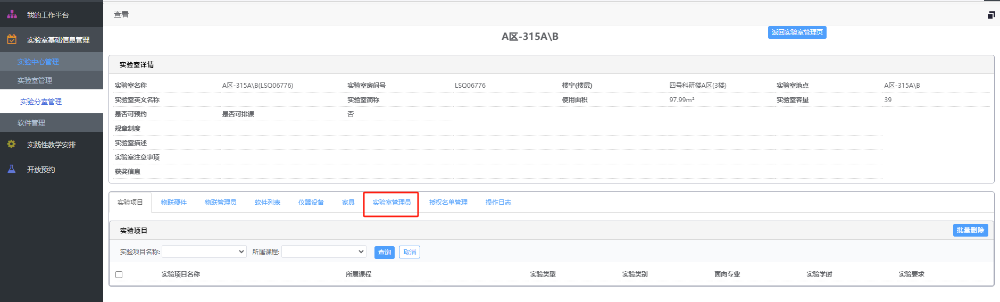 我的工作平台
实验室基础信息管理
实验中心管理
实验室管理
实验分室管理
软件管理
实践性教学安排
开放预约
查看
A区-315A\B
返回实验室管理页
实验室详情
实验室名称 A区-315A\B(LSQ06776) 实验室房间号 LSQ06776 楼宇(楼层) 四号科研楼A区(3楼) 实验室地点 A区-315A\B
实验室英文名称 实验室简称 使用面积 97.99m² 实验室容量 39
是否可预约 是否可排课 否
规章制度
实验室描述
实验室注意事项
获奖信息
实验项目 物联硬件 物联管理员 软件列表 仪器设备 家具 实验室管理员 授权名单管理 操作日志
实验项目 批量删除
实验项目名称: 所属课程: 查询 取消
实验项目名称 所属课程 实验类型 实验类别 面向专业 实验学时 实验要求